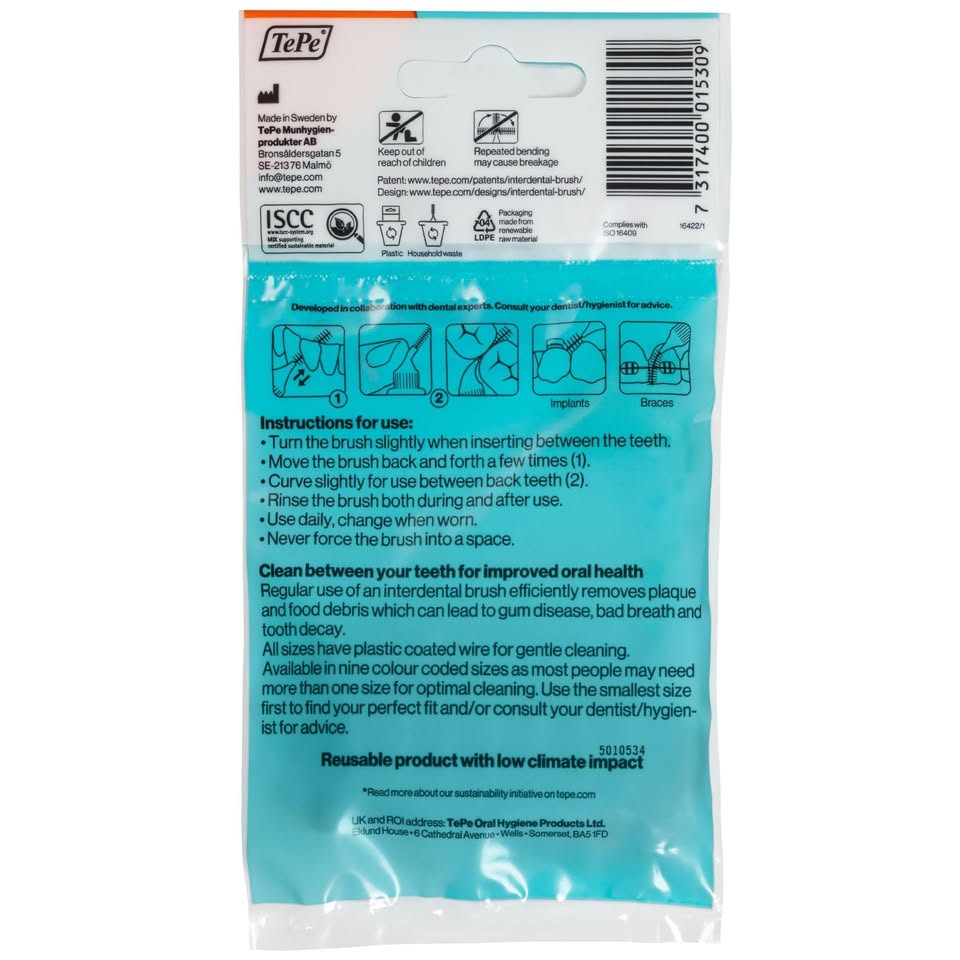 TePe®
Made in Sweden by
TePe Munhygien-
produkter AB
Bronsåldersgatan 5
SE-213 76 Malmö
info@tepe.com
www.tepe.com
Keep out of
reach of children
Repeated bending
may cause breakage
Patent: www.tepe.com/patents/interdental-brush/
Design: www.tepe.com/designs/interdental-brush/
7 317400 015309
ISCC
www.iscc-system.org
MIX supporting
certified sustainable material
Plastic
Household waste
04
LDPE
Packaging
made from
renewable
raw material
Complies with
ISO 16409
16422/1
Developed in collaboration with dental experts. Consult your dentist/hygienist for advice.
1
2
Implants
Braces
Instructions for use:
• Turn the brush slightly when inserting between the teeth.
• Move the brush back and forth a few times (1).
• Curve slightly for use between back teeth (2).
• Rinse the brush both during and after use.
• Use daily, change when worn.
• Never force the brush into a space.
Clean between your teeth for improved oral health
Regular use of an interdental brush efficiently removes plaque
and food debris which can lead to gum disease, bad breath and
tooth decay.
All sizes have plastic coated wire for gentle cleaning.
Available in nine colour coded sizes as most people may need
more than one size for optimal cleaning. Use the smallest size
first to find your perfect fit and/or consult your dentist/hygien-
ist for advice.
5010534
Reusable product with low climate impact
*Read more about our sustainability initiative on tepe.com
UK and ROI address: TePe Oral Hygiene Products Ltd.
Eklund House • 6 Cathedral Avenue • Wells • Somerset, BA5 1FD